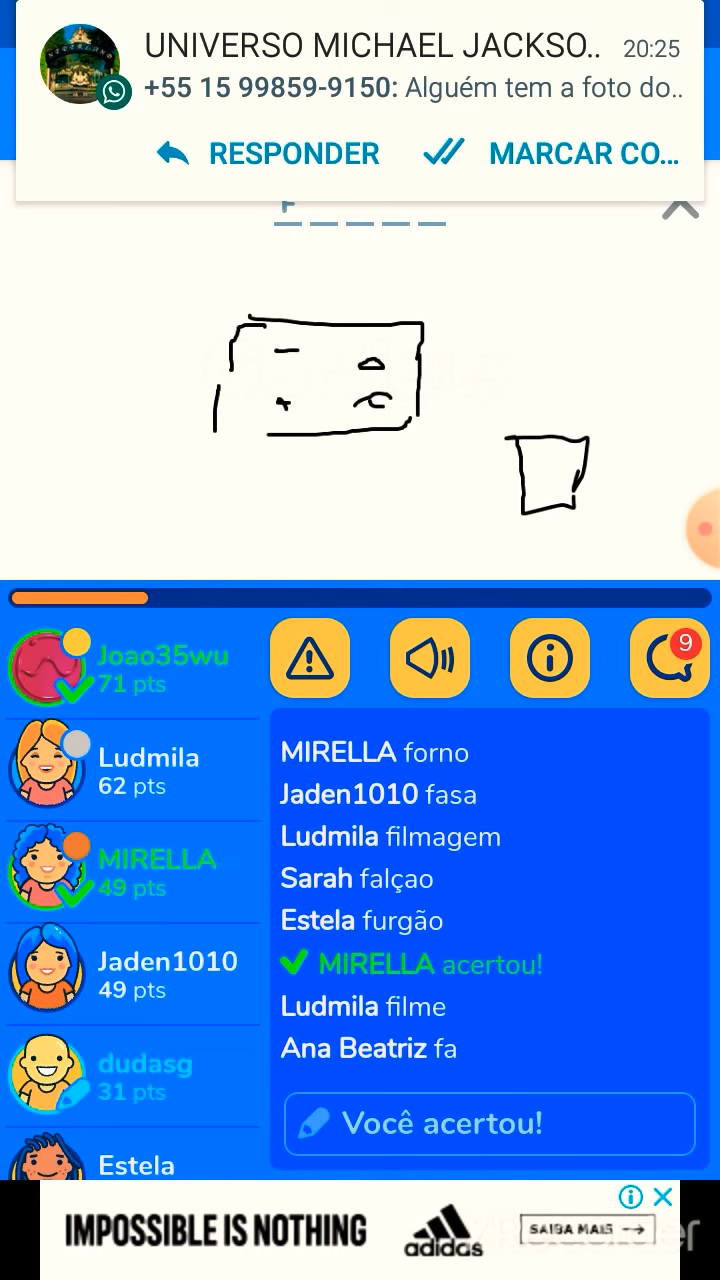 UNIVERSO MICHAEL JACKSO.. 20:25
+55 15 99859-9150: Alguém tem a foto do..
RESPONDER MARCAR CO...
Joao35wu
71 pts
Ludmila
62 pts
MIRELLA
49 pts
Jaden1010
49 pts
dudasg
31 pts
Estela
9
MIRELLA forno
Jaden1010 fasa
Ludmila filmagem
Sarah falçao
Estela furgão
MIRELLA acertou!
Ludmila filme
Ana Beatriz fa
Você acertou!
IMPOSSIBLE IS NOTHING
adidas
SAIBA MAIS